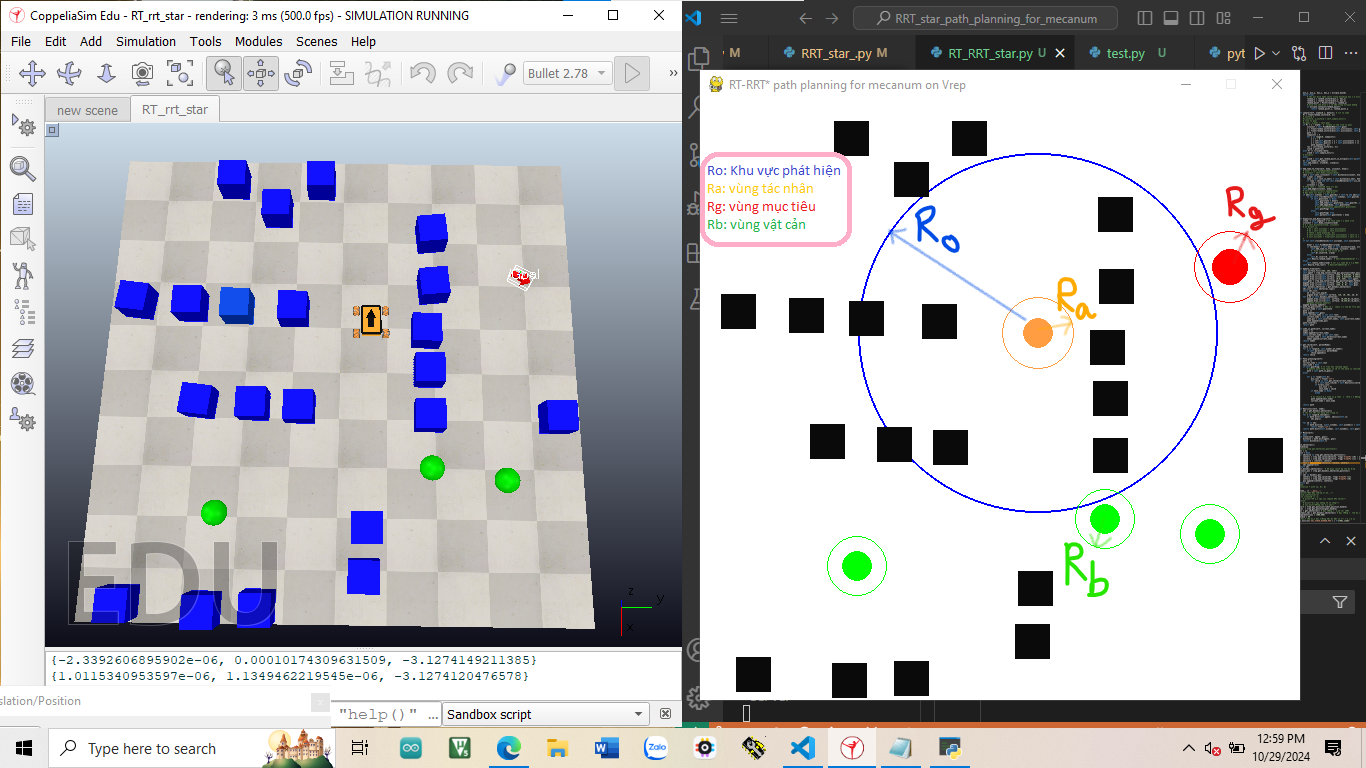 CoppeliaSim Edu - RT_rrt_star - rendering: 3 ms (500.0 fps) - SIMULATION RUNNING
File Edit Add Simulation Tools Modules Scenes Help
Bullet 2.78
»
new scene RT_rrt_star
Goal
EDU
z
y
x
{-2.3392606895902e-06, 0.00010174309631509, -3.1274149211385}
{1.0115340953597e-06, 1.1349462219545e-06, -3.1274120476578}
slation/Position
"help()" ...
Sandbox script
RRT_star_path_planning_for_mecanum
M RRT_star_.py M RT_RRT_star.py U test.py U pyt
RT-RRT* path planning for mecanum on Vrep
Ro: Khu vực phát hiện
Ra: vùng tác nhân
Rg: vùng mục tiêu
Rb: vùng vật cản
Ro
Rg
Ra
Rb
Type here to search
Zalo
12:59 PM
10/29/2024